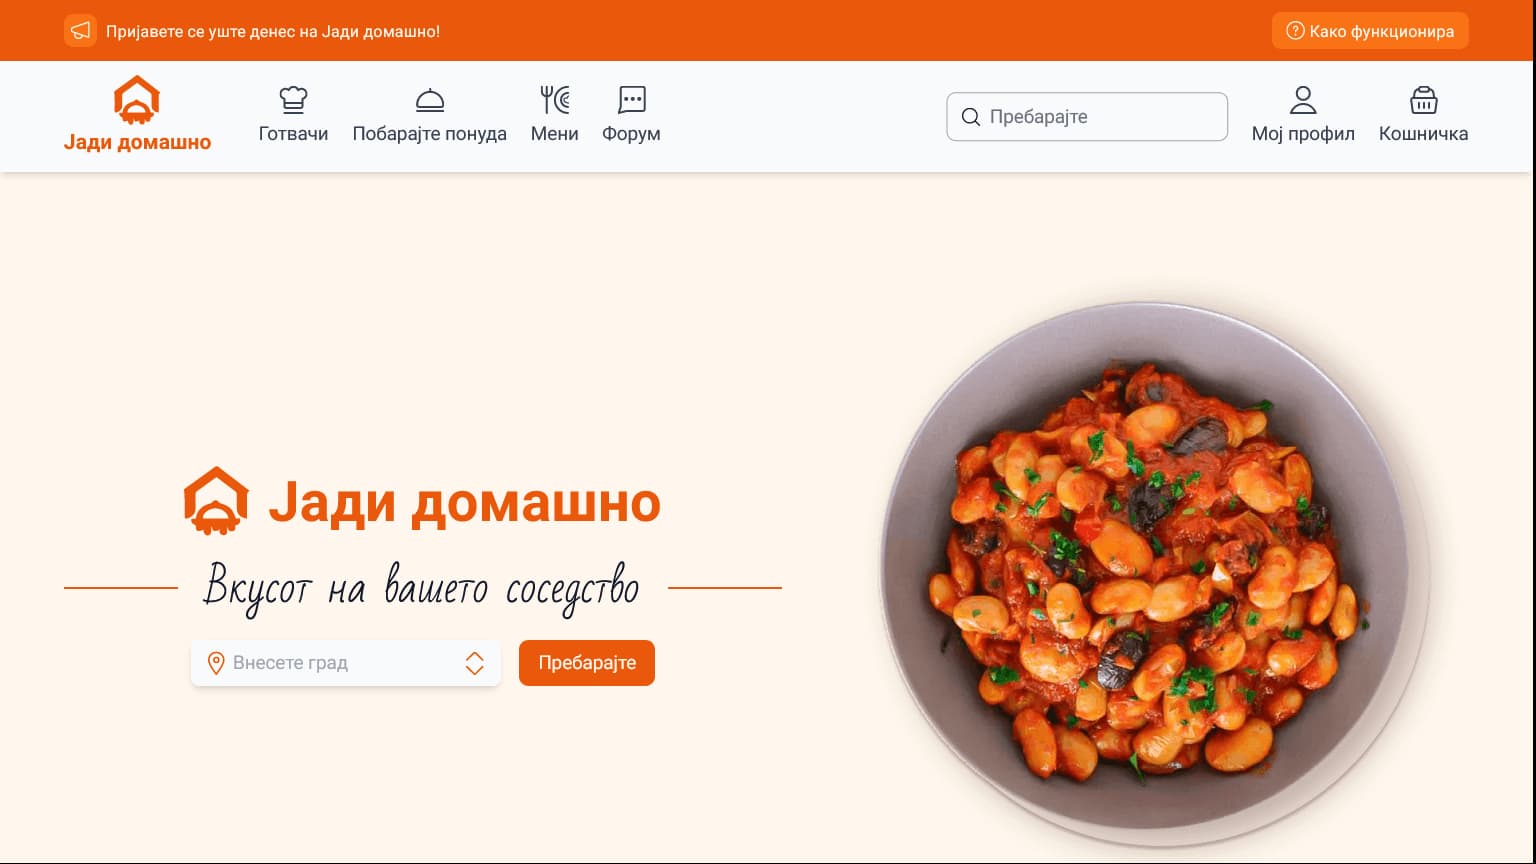 Пријавете се уште денес на Јади домашно!
Како функционира
Јади домашно
Готвачи
Побарајте понуда
Мени
Форум
Пребарајте
Мој профил
Кошничка
Јади домашно
Вкусот на вашето соседство
Внесете град
Пребарајте